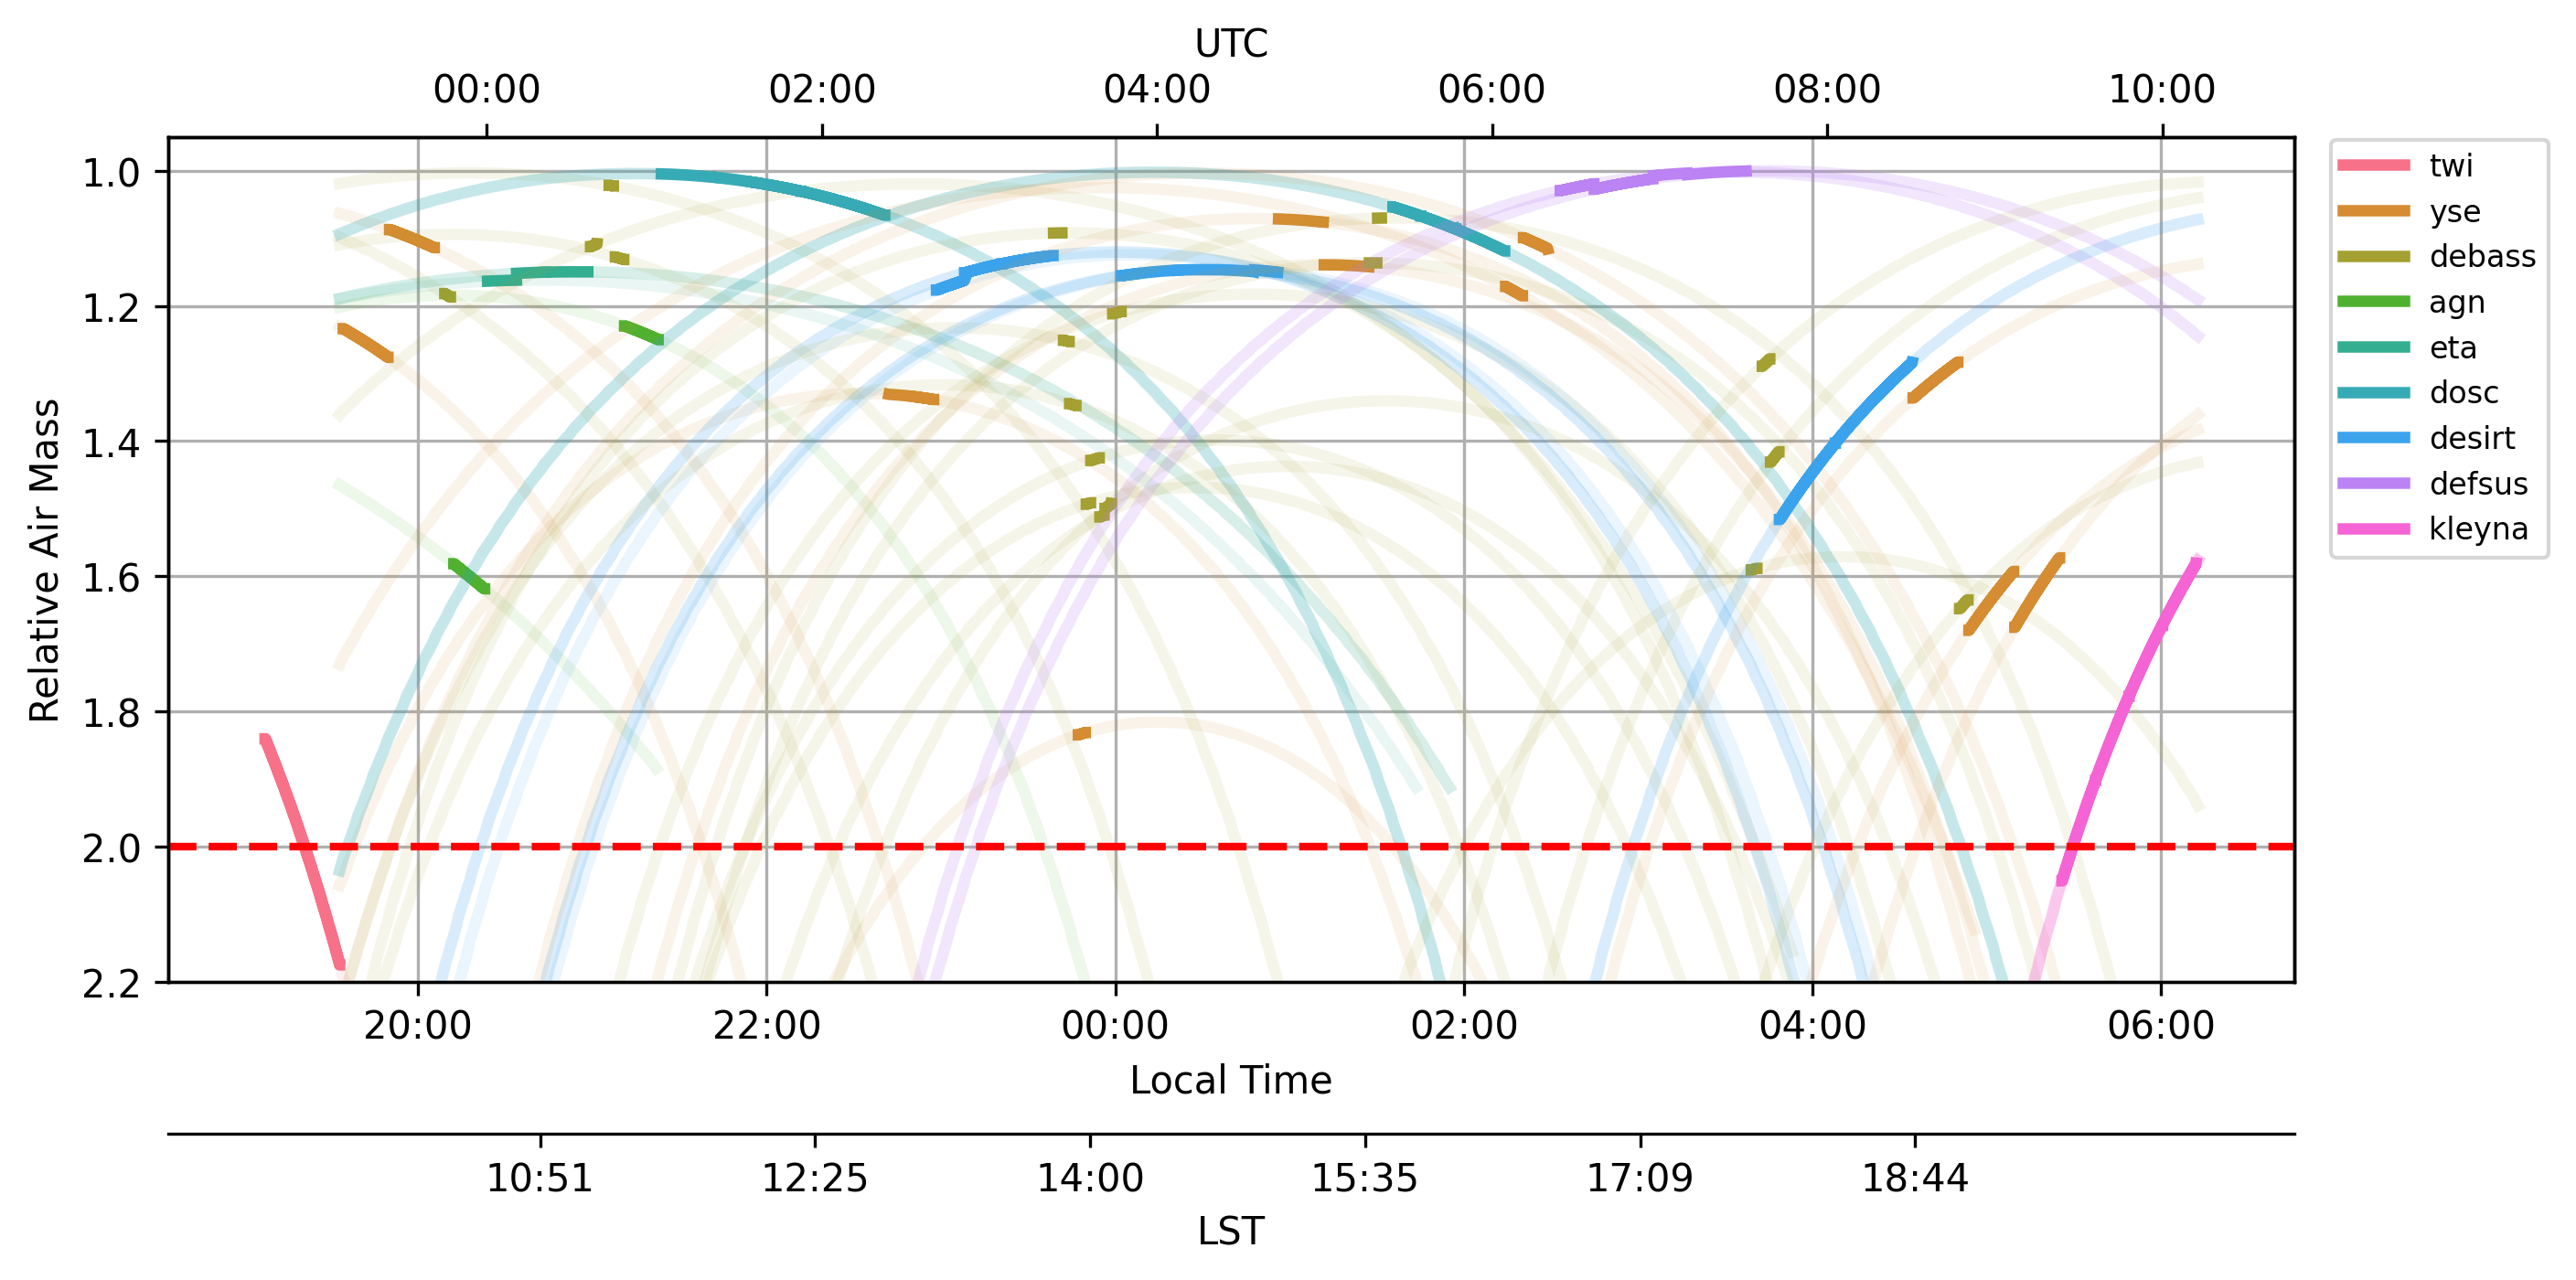 UTC
00:00 02:00 04:00 06:00 08:00 10:00
Relative Air Mass
1.0
1.2
1.4
1.6
1.8
2.0
2.2
twi
yse
debass
agn
eta
dosc
desirt
defsus
kleyna
20:00 22:00 00:00 02:00 04:00 06:00
Local Time
10:51 12:25 14:00 15:35 17:09 18:44
LST